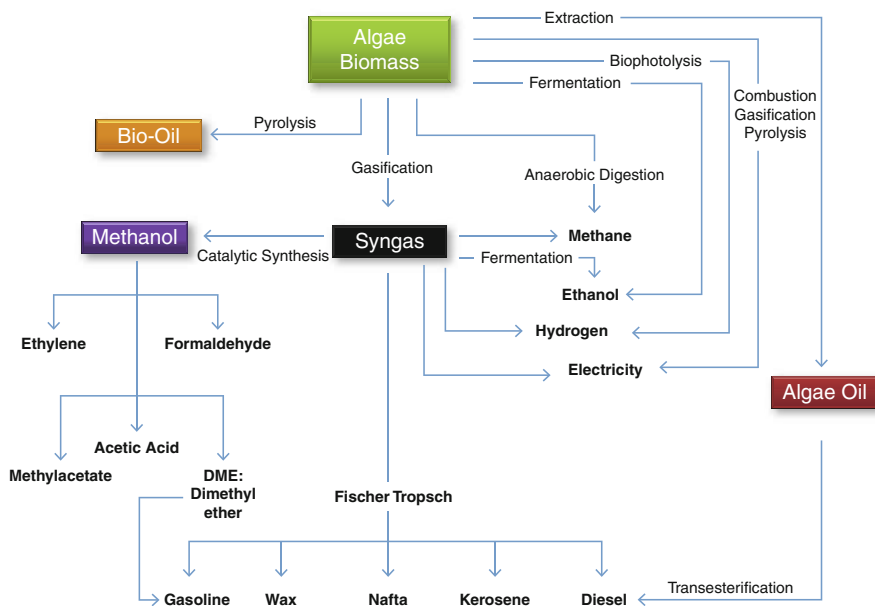 Extraction
Algae
Biomass
Biophotolysis
Fermentation
Combustion
Gasification
Pyrolysis
Pyrolysis
Bio-Oil
Gasification
Anaerobic Digestion
Methanol
Syngas
Methane
Catalytic Synthesis
Fermentation
Ethanol
Hydrogen
Ethylene
Formaldehyde
Electricity
Algae Oil
Acetic Acid
Methylacetate
DME:
Dimethyl
ether
Fischer Tropsch
Transesterification
Gasoline
Wax
Nafta
Kerosene
Diesel